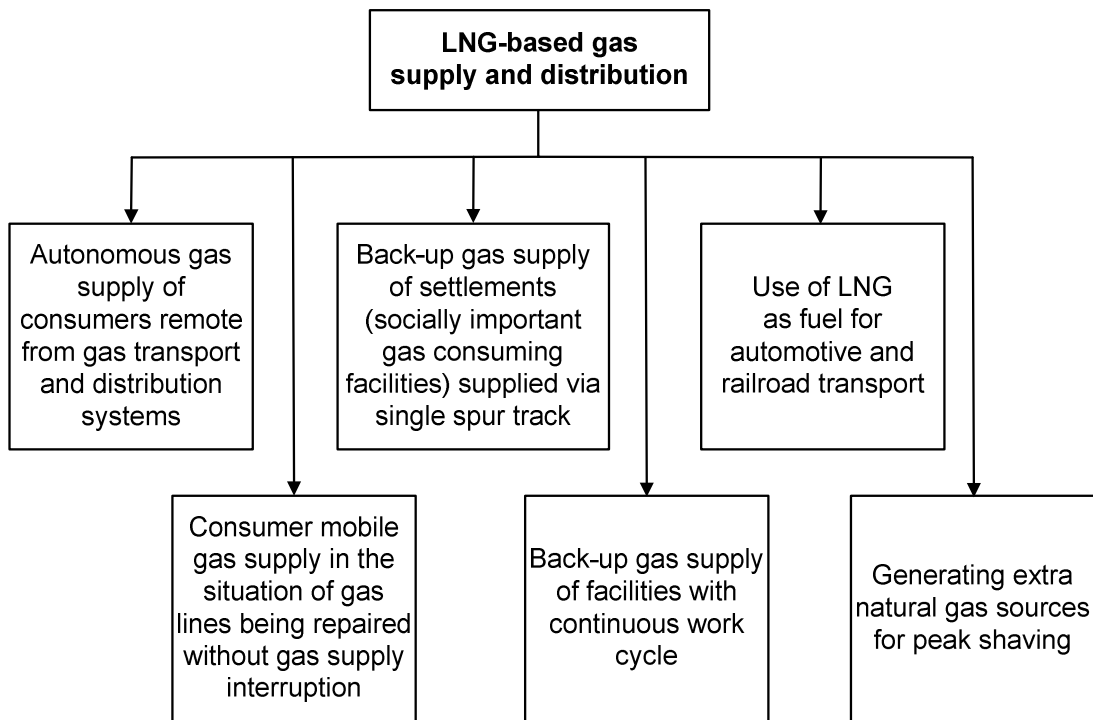 LNG-based gas
supply and distribution
Autonomous gas
supply of
consumers remote
from gas transport
and distribution
systems
Back-up gas supply
of settlements
(socially important
gas consuming
facilities) supplied via
single spur track
Use of LNG
as fuel for
automotive and
railroad transport
Consumer mobile
gas supply in the
situation of gas
lines being repaired
without gas supply
interruption
Back-up gas supply
of facilities with
continuous work
cycle
Generating extra
natural gas sources
for peak shaving